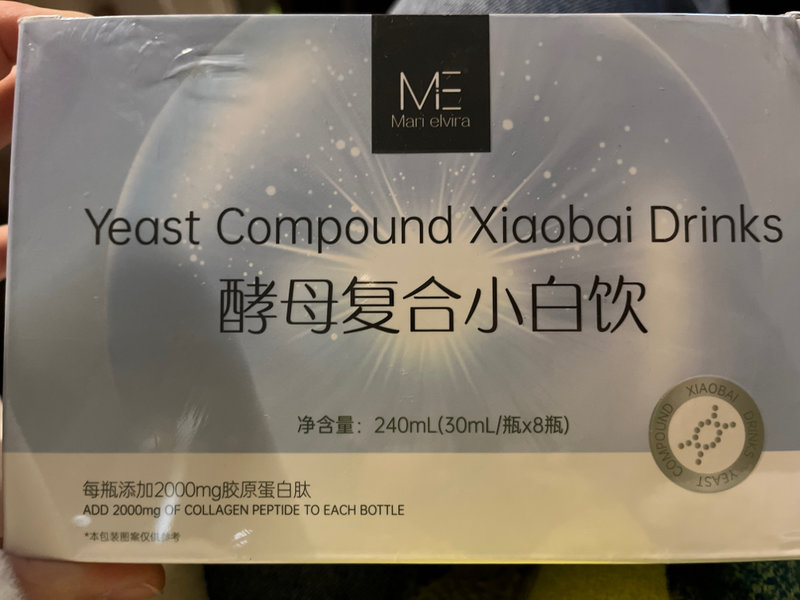 MiE
Mari elvira
Yeast Compound Xiaobai Drinks
酵母复合小白饮
净含量：240mL(30mL/瓶x8瓶)
XIAOBAI DRINKS YEAST COMPOUND
每瓶添加2000mg胶原蛋白肽
ADD 2000mg OF COLLAGEN PEPTIDE TO EACH BOTTLE
*本包装图案仅供参考